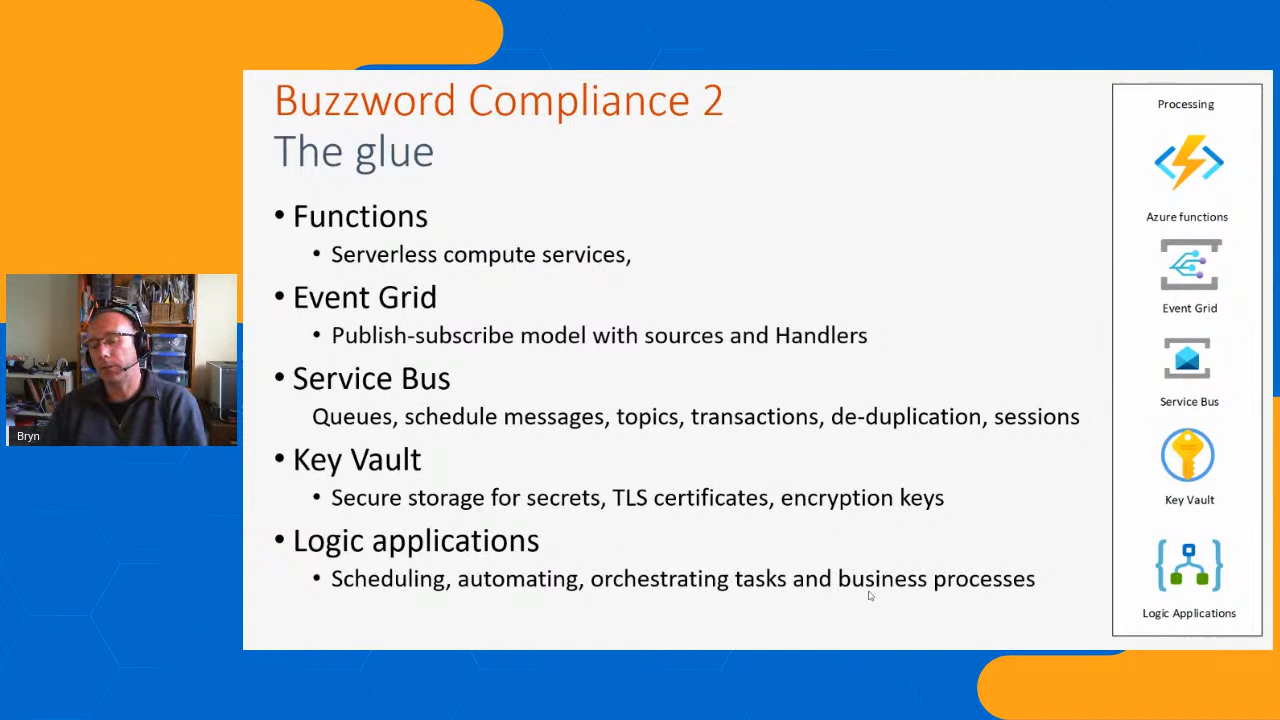 Buzzword Compliance 2
The glue
• Functions
• Serverless compute services,
• Event Grid
• Publish-subscribe model with sources and Handlers
• Service Bus
Queues, schedule messages, topics, transactions, de-duplication, sessions
• Key Vault
• Secure storage for secrets, TLS certificates, encryption keys
• Logic applications
• Scheduling, automating, orchestrating tasks and business processes
Processing
Azure functions
Event Grid
Service Bus
Key Vault
Logic Applications
Bryn